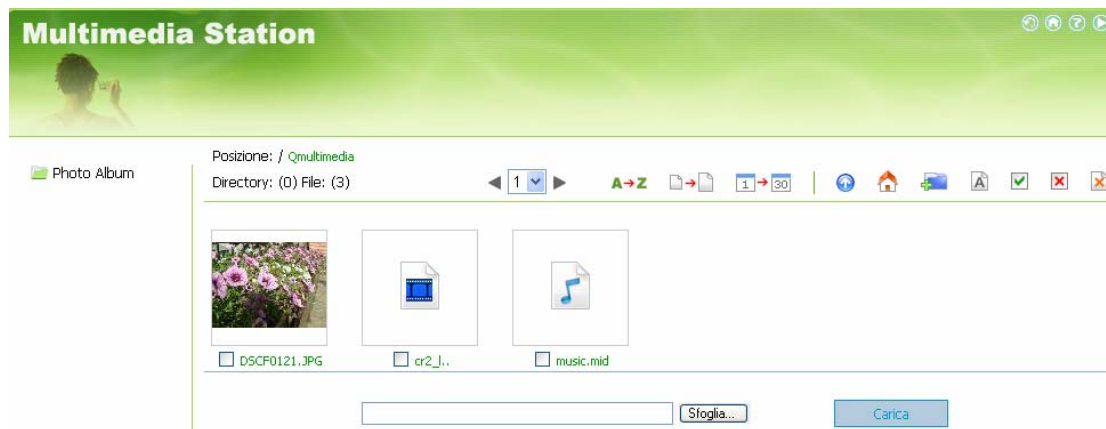 Multimedia Station
Photo Album
Posizione: / Qmultimedia
Directory: (0) File: (3)
1
A→Z
1→30
A
DSCF0121.JPG
cr2_l..
music.mid
Sfoglia...
Carica